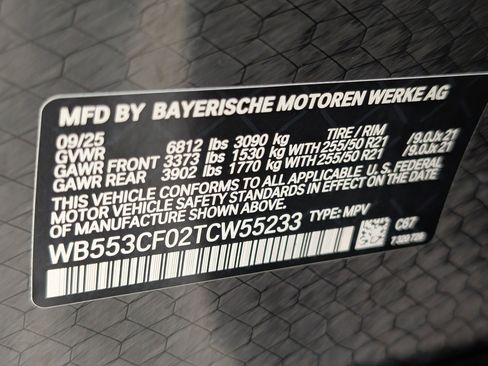 MFD BY BAYERISCHE MOTOREN WERKE AG
09/25 TIRE / RIM
GVWR 6812 lbs 3090 kg
GAWR FRONT 3373 lbs 1530 kg WITH 255/50 R21 /9.0Jx21
GAWR REAR 3902 lbs 1770 kg WITH 255/50 R21 /9.0Jx21
THIS VEHICLE CONFORMS TO ALL APPLICABLE U.S. FEDERAL
MOTOR VEHICLE SAFETY STANDARDS IN EFFECT ON THE DATE
OF MANUFACTURE SHOWN ABOVE.
WB553CF02TCW55233 TYPE: MPV
C67
7 320 726